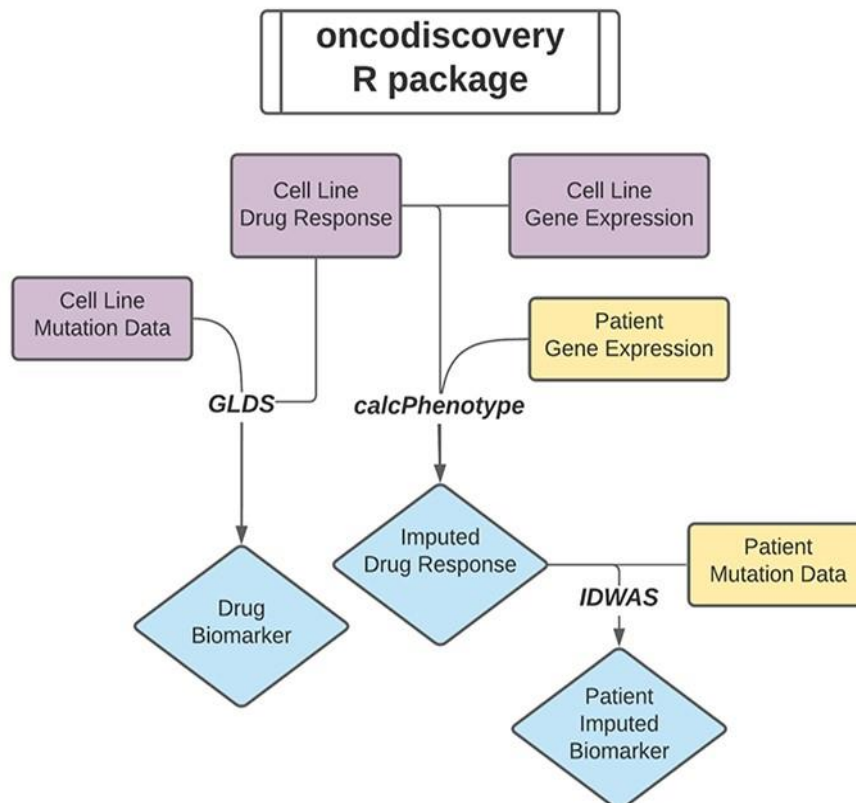 oncodiscovery
R package
Cell Line
Drug Response
Cell Line
Gene Expression
Cell Line
Mutation Data
Patient
Gene Expression
GLDS
calcPhenotype
Imputed
Drug Response
Patient
Mutation Data
IDWAS
Drug
Biomarker
Patient
Imputed
Biomarker